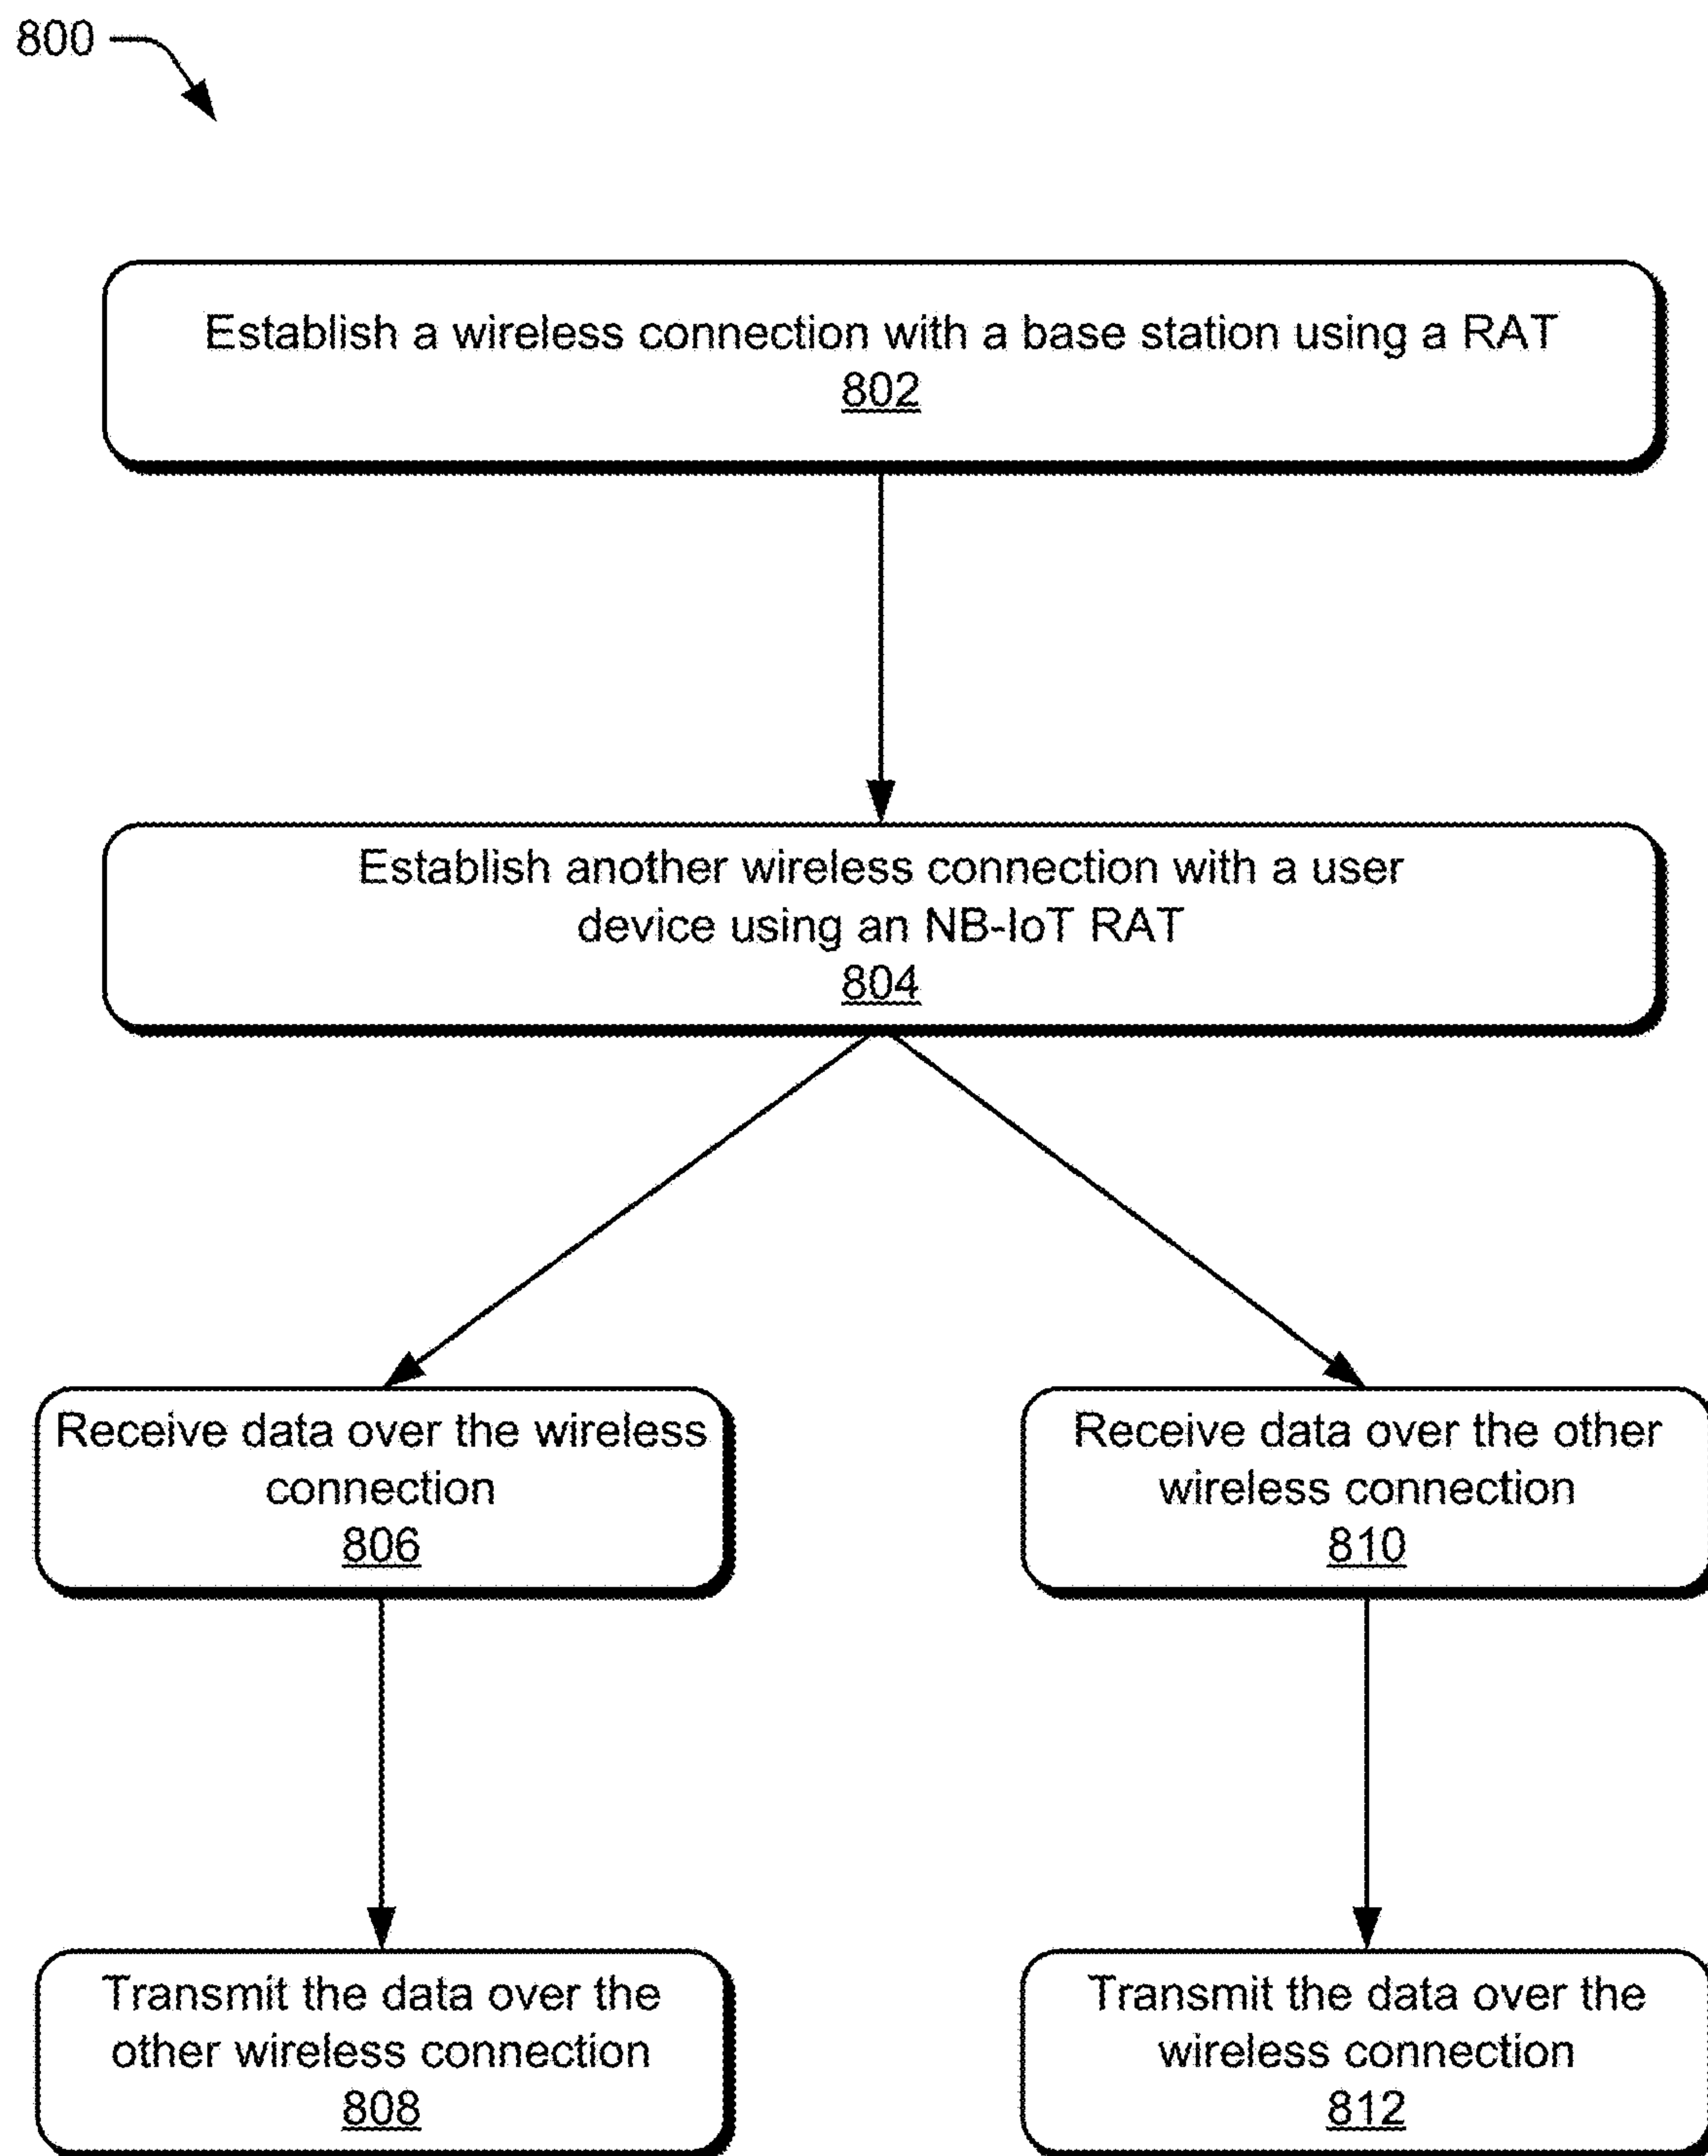 800
Establish a wireless connection with a base station using a RAT
802
Establish another wireless connection with a user
device using an NB-IoT RAT
804
Receive data over the wireless
connection
806
Receive data over the other
wireless connection
810
Transmit the data over the
other wireless connection
808
Transmit the data over the
wireless connection
812